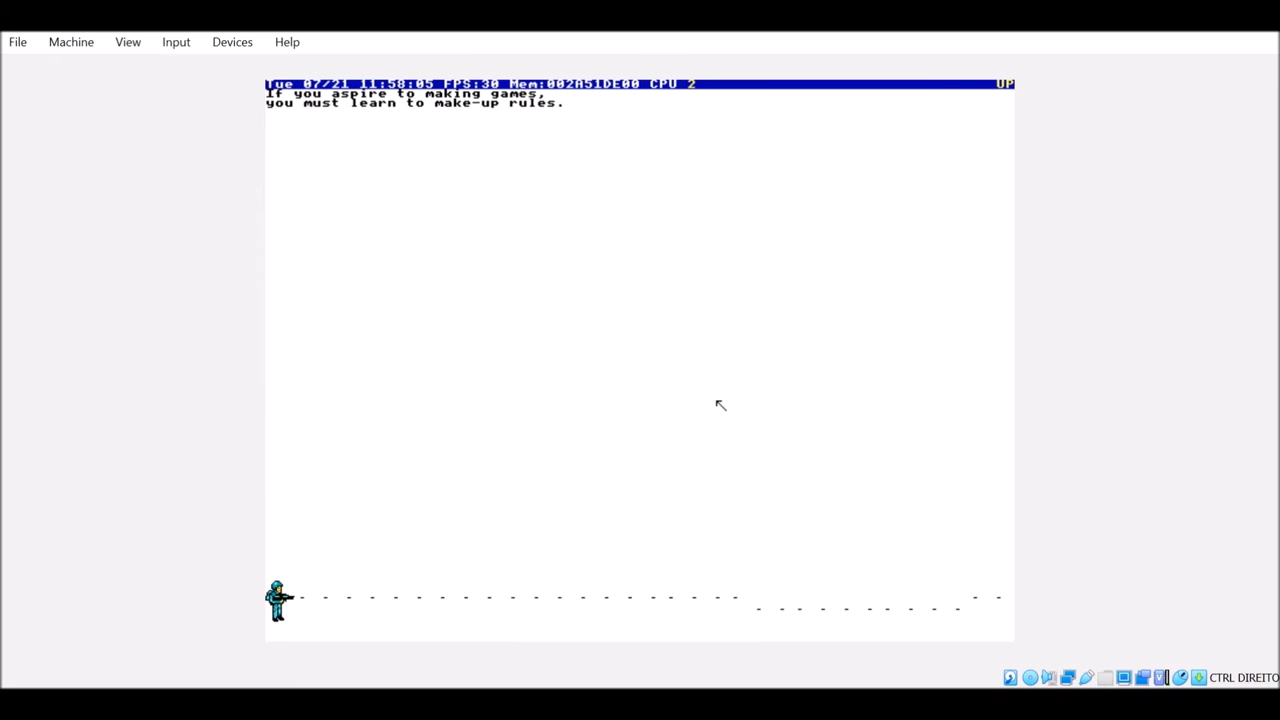 File Machine View Input Devices Help
Tue 07/21 11:58:05 FPS:30 Mem:002A51DE00 CPU 2 UP
If you aspire to making games,
you must learn to make-up rules.
CTRL DIREITO